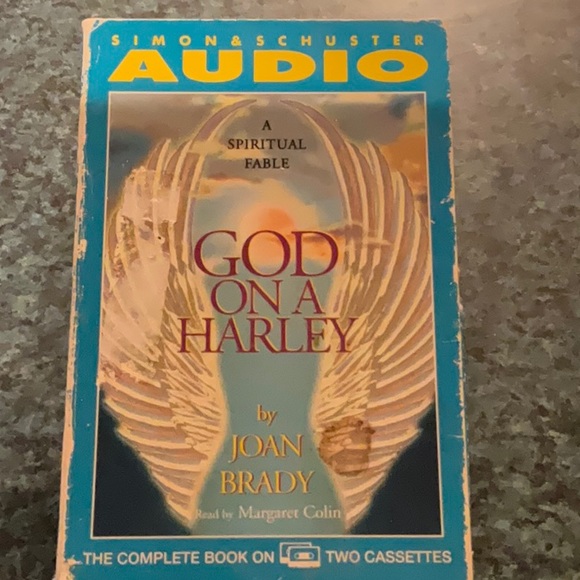 SIMON & SCHUSTER
AUDIO
A
SPIRITUAL
FABLE
GOD
ON A
HARLEY
by
JOAN
BRADY
Read by Margaret Colin
THE COMPLETE BOOK ON TWO CASSETTES